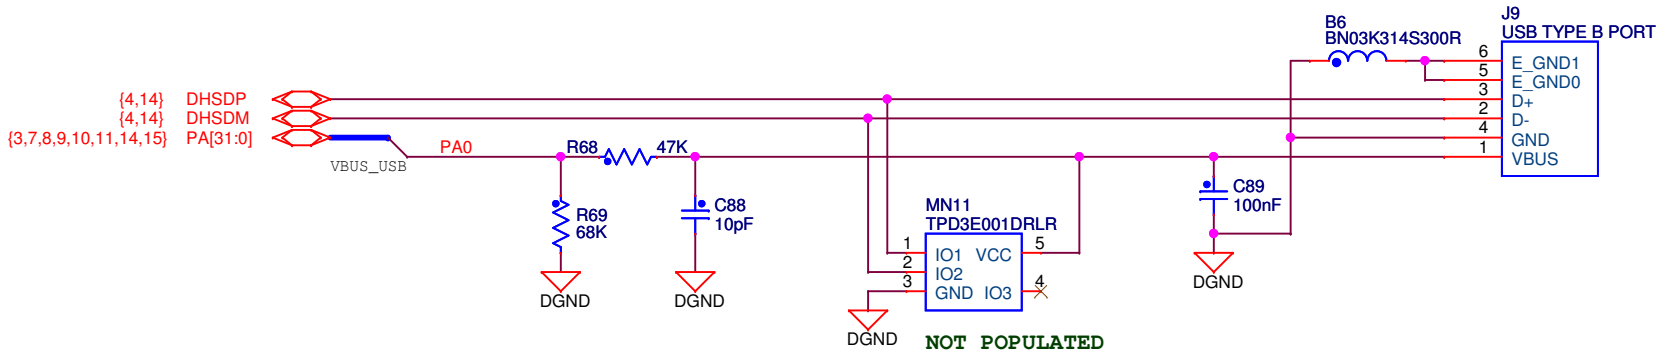 J9
USB TYPE B PORT
B6
BN03K314S300R
6
E_GND1
5
E_GND0
{4,14} DHSDP
3
D+
{4,14} DHSDM
2
D-
{3,7,8,9,10,11,14,15} PA[31:0]
4
GND
VBUS_USB
PA0
R68
47K
1
VBUS
R69
68K
C88
10pF
C89
100nF
MN11
TPD3E001DRLR
1
IO1
VCC
5
2
IO2
3
GND
IO3
4
DGND
DGND
DGND
DGND
NOT POPULATED